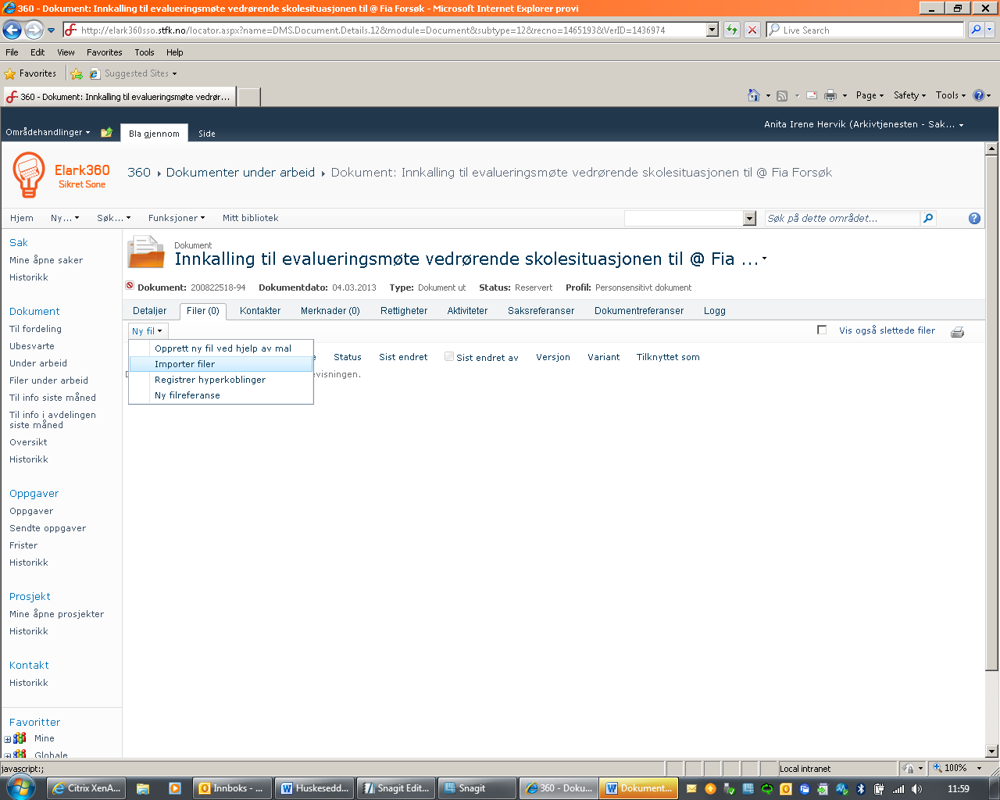 360 - Dokument: Innkalling til evalueringsmøte vedrørende skolesituasjonen til @ Fia Forsøk - Microsoft Internet Explorer provi
http://elark360sso.stfk.no/locator.aspx?name=DMS.Document.Details.12&module=Document&subtype=12&recno=1465193&VerID=1436974
Live Search
File Edit View Favorites Tools Help
Favorites Suggested Sites
360 - Dokument: Innkalling til evalueringsmøte vedrør...
Page Safety Tools
Områdehandlinger Bla gjennom Side
Anita Irene Hervik (Arkivtjenesten - Sak...
Elark360
Sikret Sone
360 Dokumenter under arbeid Dokument: Innkalling til evalueringsmøte vedrørende skolesituasjonen til @ Fia Forsøk
Hjem Ny... Søk... Funksjoner Mitt bibliotek
Søk på dette området...
Sak
Mine åpne saker
Historikk
Dokument
Til fordeling
Ubesvarte
Under arbeid
Filer under arbeid
Til info siste måned
Til info i avdelingen
siste måned
Oversikt
Historikk
Oppgaver
Oppgaver
Sendte oppgaver
Frister
Historikk
Prosjekt
Mine åpne prosjekter
Historikk
Kontakt
Historikk
Favoritter
Mine
Globale
Dokument
Innkalling til evalueringsmøte vedrørende skolesituasjonen til @ Fia ...
Dokument: 200822518-94 Dokumentdato: 04.03.2013 Type: Dokument ut Status: Reservert Profil: Personsensitivt dokument
Detaljer Filer (0) Kontakter Merknader (0) Rettigheter Aktiviteter Saksreferanser Dokumentreferanser Logg
Ny fil
Vis også slettede filer
Opprett ny fil ved hjelp av mal
Importer filer
Registrer hyperkoblinger
Ny filreferanse
Status Sist endret Sist endret av Versjon Variant Tilknyttet som
evisningen.
javascript:;
Local intranet
100%
Citrix XenA...
Innboks - ...
Huskesedd...
Snagit Edit...
Snagit
360 - Doku...
Dokument...
11:59